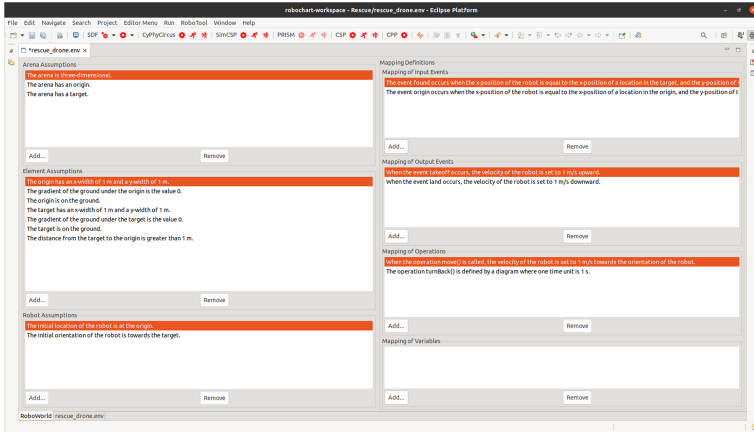 robochart-workspace - Rescue/rescue_drone.env - Eclipse Platform
File Edit Navigate Search Project Editor Menu Run RoboTool Window Help
SDF CyPhyCircus SimCSP PRISM CSP CPP
*rescue_drone.env
Arena Assumptions
The arena is three-dimensional.
The arena has an origin.
The arena has a target.
Add... Remove
Element Assumptions
The origin has an x-width of 1 m and a y-width of 1 m.
The gradient of the ground under the origin is the value 0.
The origin is on the ground.
The target has an x-width of 1 m and a y-width of 1 m.
The gradient of the ground under the target is the value 0.
The target is on the ground.
The distance from the target to the origin is greater than 1 m.
Add... Remove
Robot Assumptions
The initial location of the robot is at the origin.
The initial orientation of the robot is towards the target.
Add... Remove
Mapping Definitions
Mapping of Input Events
The event found occurs when the x-position of the robot is equal to the x-position of a location in the target, and the y-position of
The event origin occurs when the x-position of the robot is equal to the x-position of a location in the origin, and the y-position of t
Add... Remove
Mapping of Output Events
When the event takeoff occurs, the velocity of the robot is set to 1 m/s upward.
When the event land occurs, the velocity of the robot is set to 1 m/s downward.
Add... Remove
Mapping of Operations
When the operation move() is called, the velocity of the robot is set to 1 m/s towards the orientation of the robot.
The operation turnBack() is defined by a diagram where one time unit is 1 s.
Add... Remove
Mapping of Variables
Add... Remove
RoboWorld rescue_drone.env